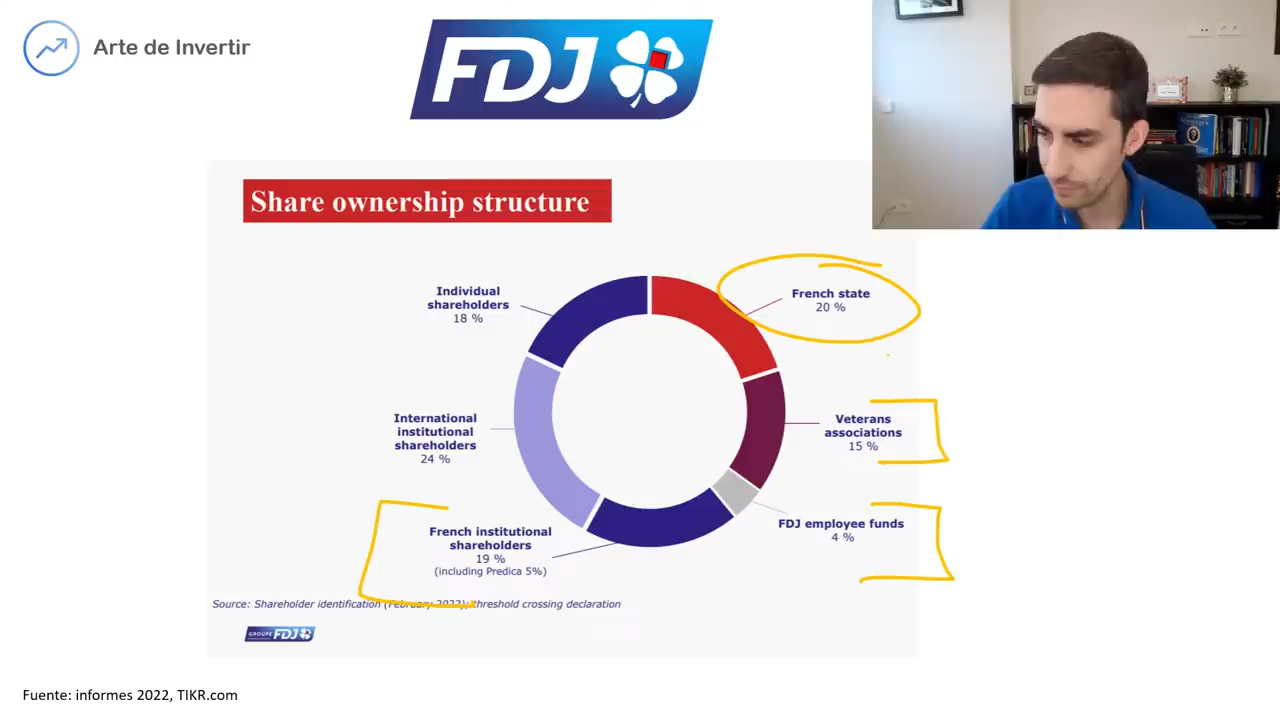 Arte de Invertir
FDJ
Share ownership structure
Individual
shareholders
18 %
French state
20 %
International
institutional
shareholders
24 %
Veterans
associations
15 %
French institutional
shareholders
19 %
(including Predica 5%)
FDJ employee funds
4 %
Source: Shareholder identification (February 2022); threshold crossing declaration
GROUPE FDJ
Fuente: informes 2022, TIKR.com